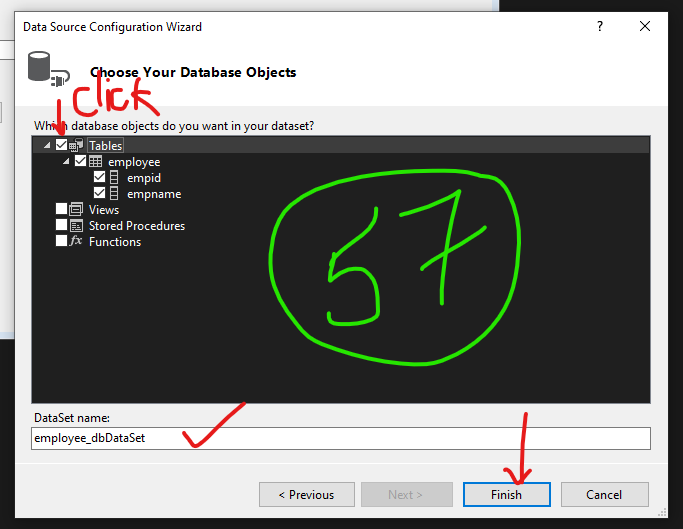 Data Source Configuration Wizard
?
Choose Your Database Objects
click
Which database objects do you want in your dataset?
Tables
employee
empid
empname
Views
Stored Procedures
fx Functions
57
DataSet name:
employee_dbDataSet
< Previous
Next >
Finish
Cancel